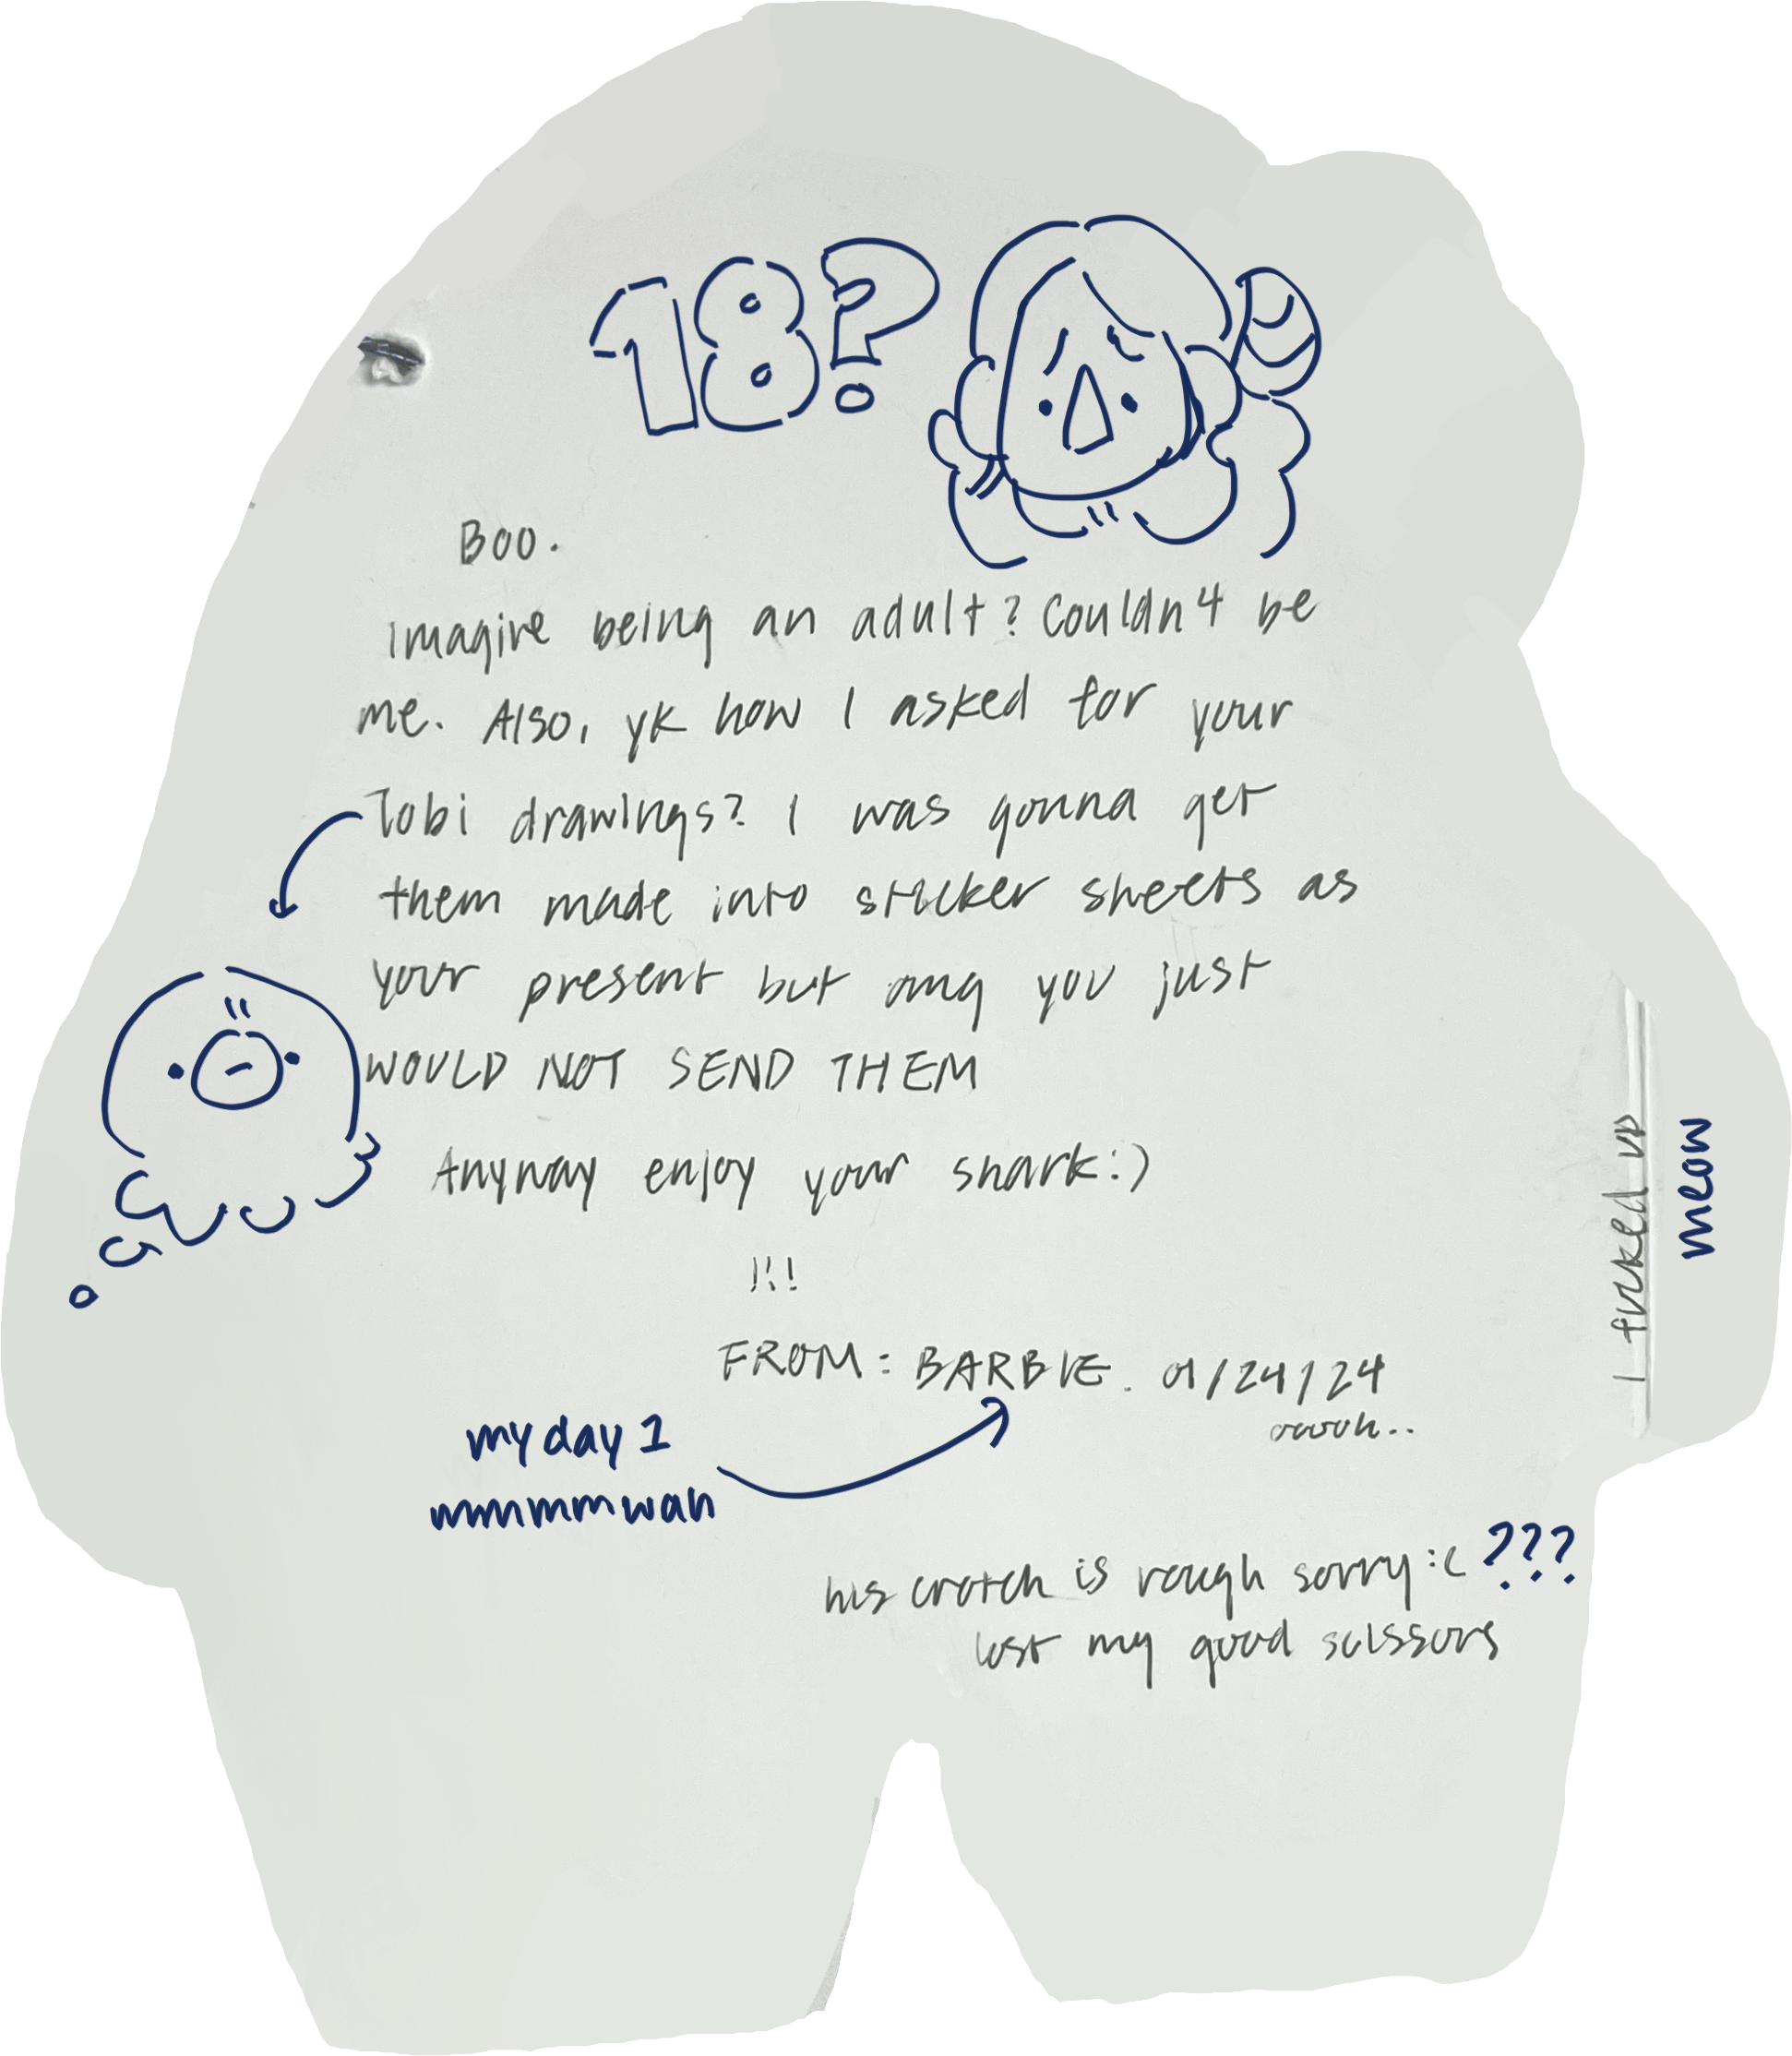 18?
Boo.
imagine being an adult? Couldn4 be
me. Also, yk how I asked for your
Tobi drawings? I was gonna get
them made into sticker sheets as
your present but omg you just
WOULD NOT SEND THEM
Anyway enjoy your shark:)
!!!
FROM: BARBIE. 01/24/24
ooooh..
my day 1
mmmmmwah
his crotch is rough sorry :( ???
lost my good scissors
I fucked up
meow